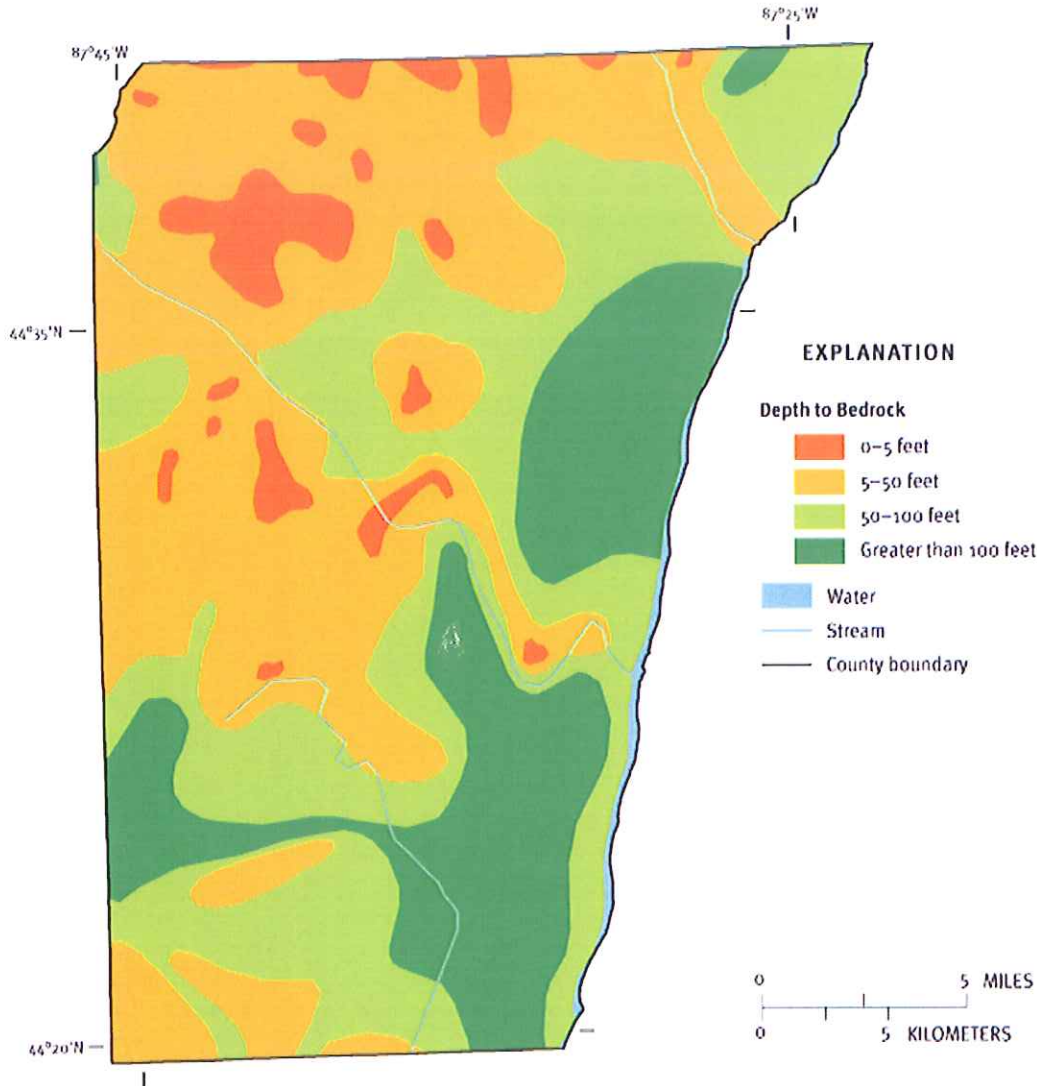 87°45'W
87°25'W
44°35'N
44°20'N
EXPLANATION
Depth to Bedrock
0–5 feet
5–50 feet
50–100 feet
Greater than 100 feet
Water
Stream
County boundary
0 5 MILES
0 5 KILOMETERS